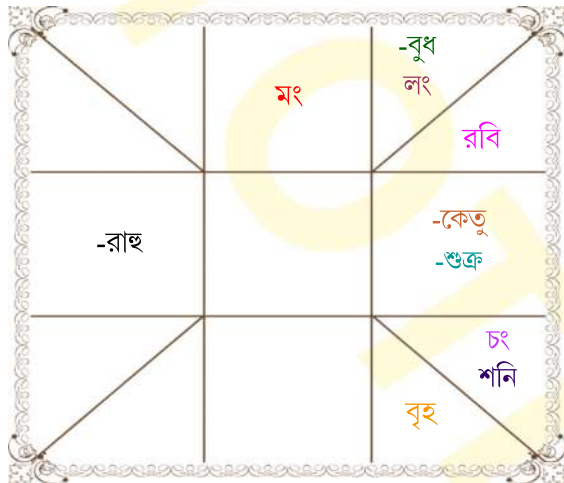 -বুধ
মং
লং
রবি
-কেতু
-রাহু
-শুক্র
চং
শনি
বৃহ